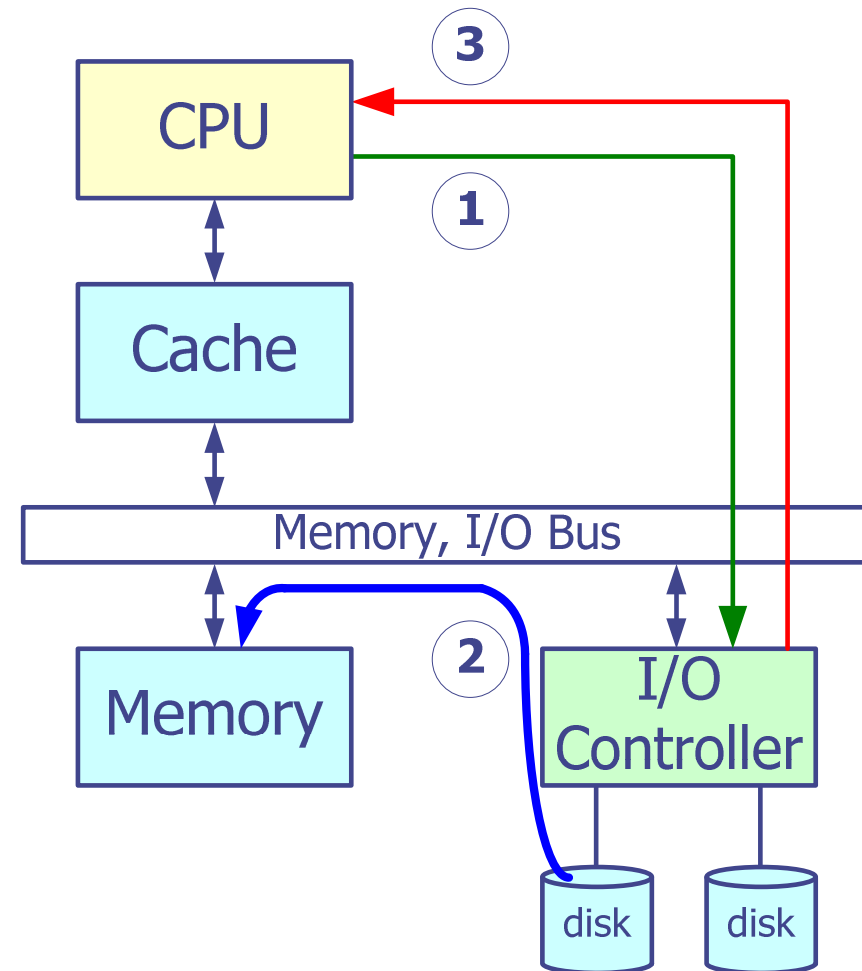 3
CPU
1
Cache
Memory, I/O Bus
2
Memory
I/O
Controller
disk
disk